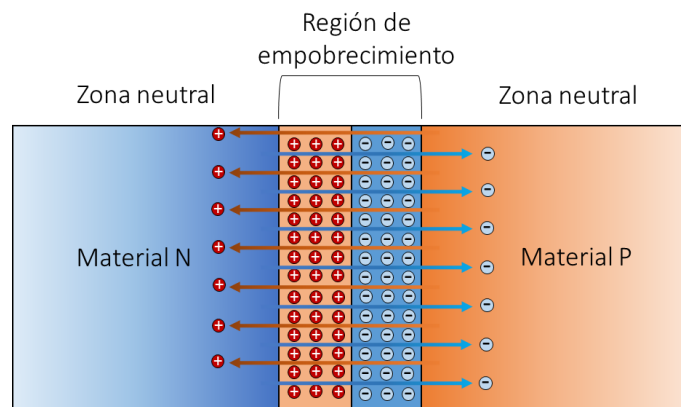 Región de
empobrecimiento
Zona neutral
Zona neutral
Material N
Material P